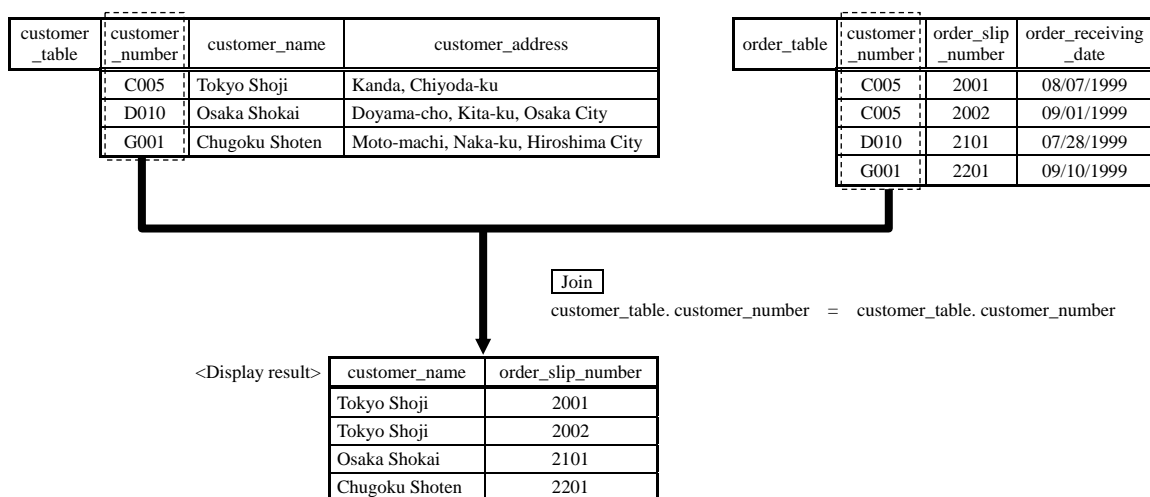 customer _table customer _number customer_name customer_address
C005 Tokyo Shoji Kanda, Chiyoda-ku
D010 Osaka Shokai Doyama-cho, Kita-ku, Osaka City
G001 Chugoku Shoten Moto-machi, Naka-ku, Hiroshima City
order_table customer _number order_slip _number order_receiving _date
C005 2001 08/07/1999
C005 2002 09/01/1999
D010 2101 07/28/1999
G001 2201 09/10/1999
Join
customer_table. customer_number = customer_table. customer_number
<Display result> customer_name order_slip_number
Tokyo Shoji 2001
Tokyo Shoji 2002
Osaka Shokai 2101
Chugoku Shoten 2201